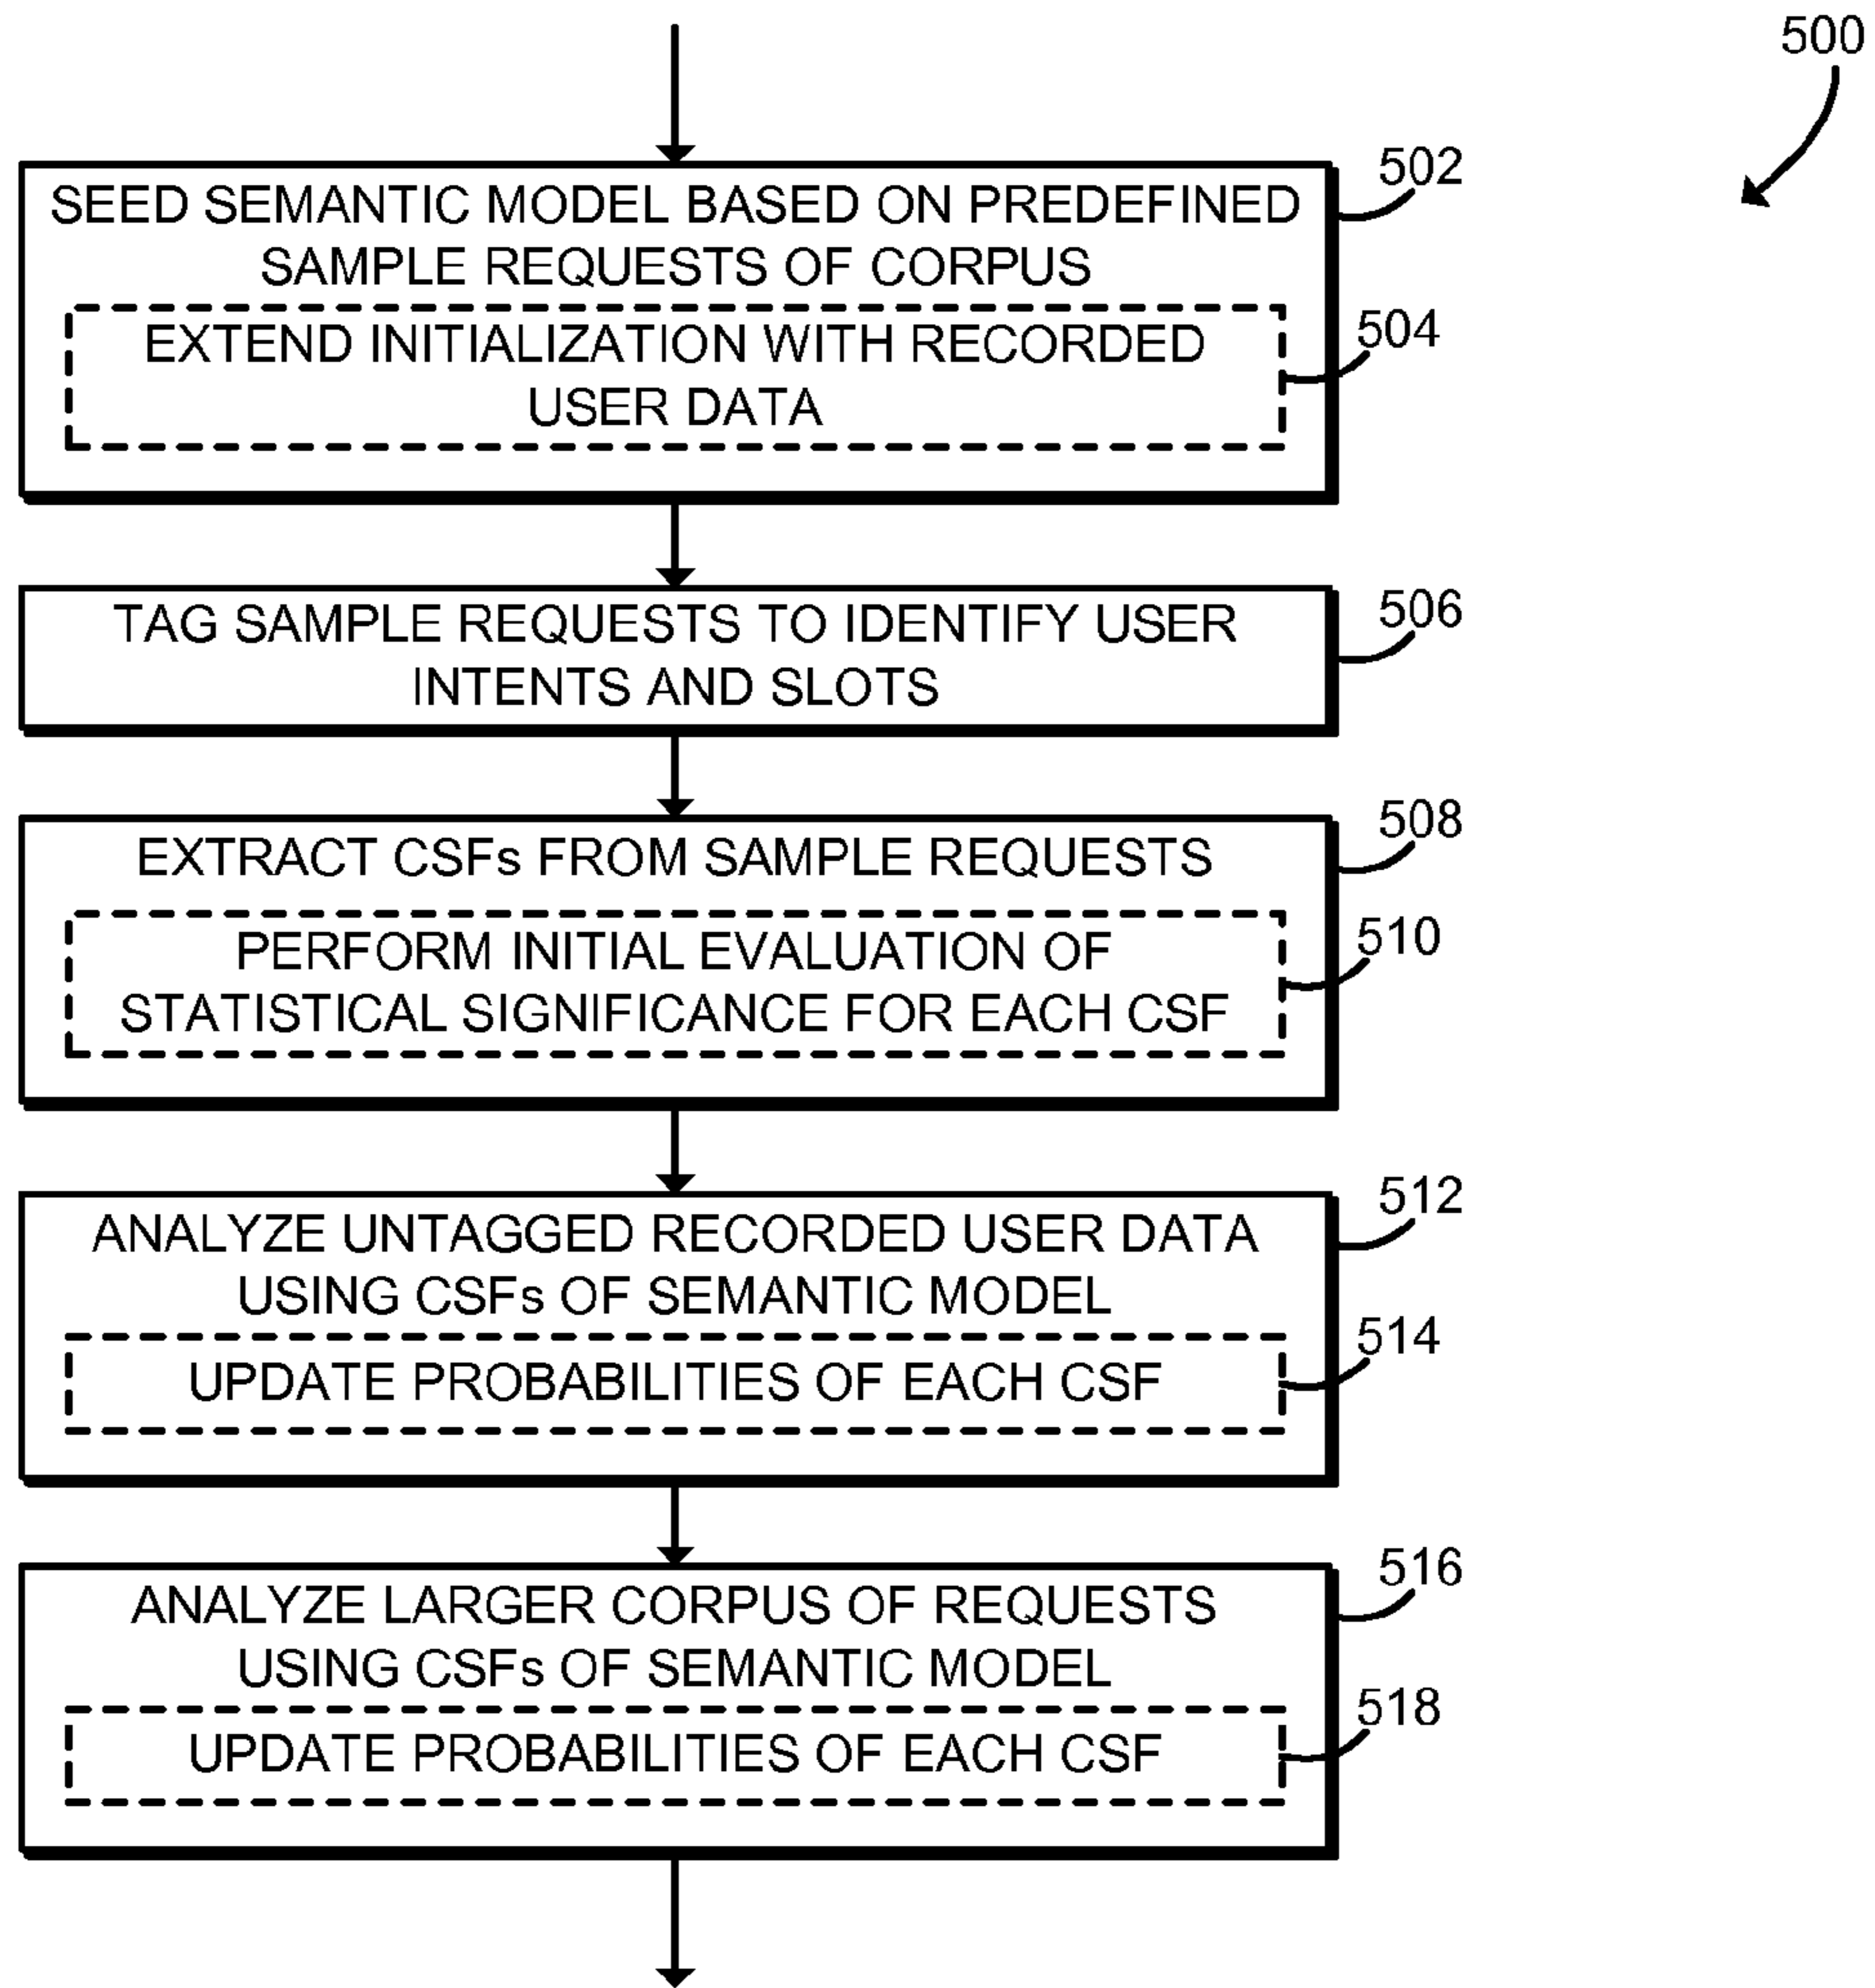 500
502
SEED SEMANTIC MODEL BASED ON PREDEFINED
SAMPLE REQUESTS OF CORPUS
504
EXTEND INITIALIZATION WITH RECORDED
USER DATA
506
TAG SAMPLE REQUESTS TO IDENTIFY USER
INTENTS AND SLOTS
508
EXTRACT CSFs FROM SAMPLE REQUESTS
510
PERFORM INITIAL EVALUATION OF
STATISTICAL SIGNIFICANCE FOR EACH CSF
512
ANALYZE UNTAGGED RECORDED USER DATA
USING CSFs OF SEMANTIC MODEL
514
UPDATE PROBABILITIES OF EACH CSF
516
ANALYZE LARGER CORPUS OF REQUESTS
USING CSFs OF SEMANTIC MODEL
518
UPDATE PROBABILITIES OF EACH CSF